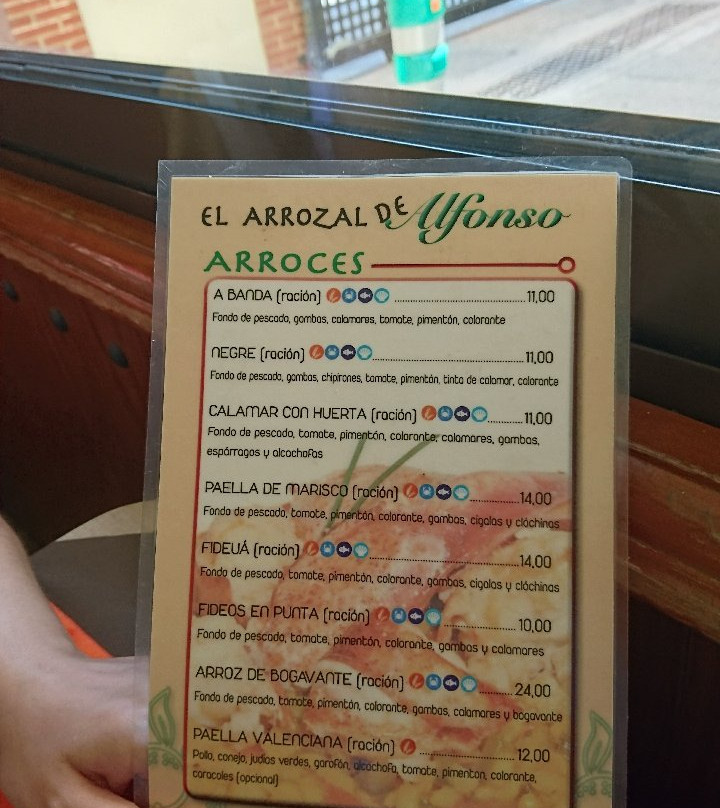 EL ARROZAL DE Alfonso
ARROCES
A BANDA (ración) 11,00
Fondo de pescado, gambas, calamares, tomate, pimentón, colorante
NEGRE (ración) 11,00
Fondo de pescado, gambas, chipirones, tomate, pimentón, tinta de calamar, colorante
CALAMAR CON HUERTA (ración) 11,00
Fondo de pescado, tomate, pimentón, colorante, calamares, gambas,
espárragos y alcachofas
PAELLA DE MARISCO (ración) 14,00
Fondo de pescado, tomate, pimentón, colorante, gambas, cigalas y clóchinas
FIDEUÁ (ración) 14,00
Fondo de pescado, tomate, pimentón, colorante, gambas, cigalas y clóchinas
FIDEOS EN PUNTA (ración) 10,00
Fondo de pescado, tomate, pimentón, colorante, gambas y calamares
ARROZ DE BOGAVANTE (ración) 24,00
Fondo de pescado, tomate, pimentón, colorante, gambas, calamares y bogavante
PAELLA VALENCIANA (ración) 12,00
Pollo, conejo, judías verdes, garofón, alcachofa, tomate, pimenton, colorante,
caracoles (opcional)